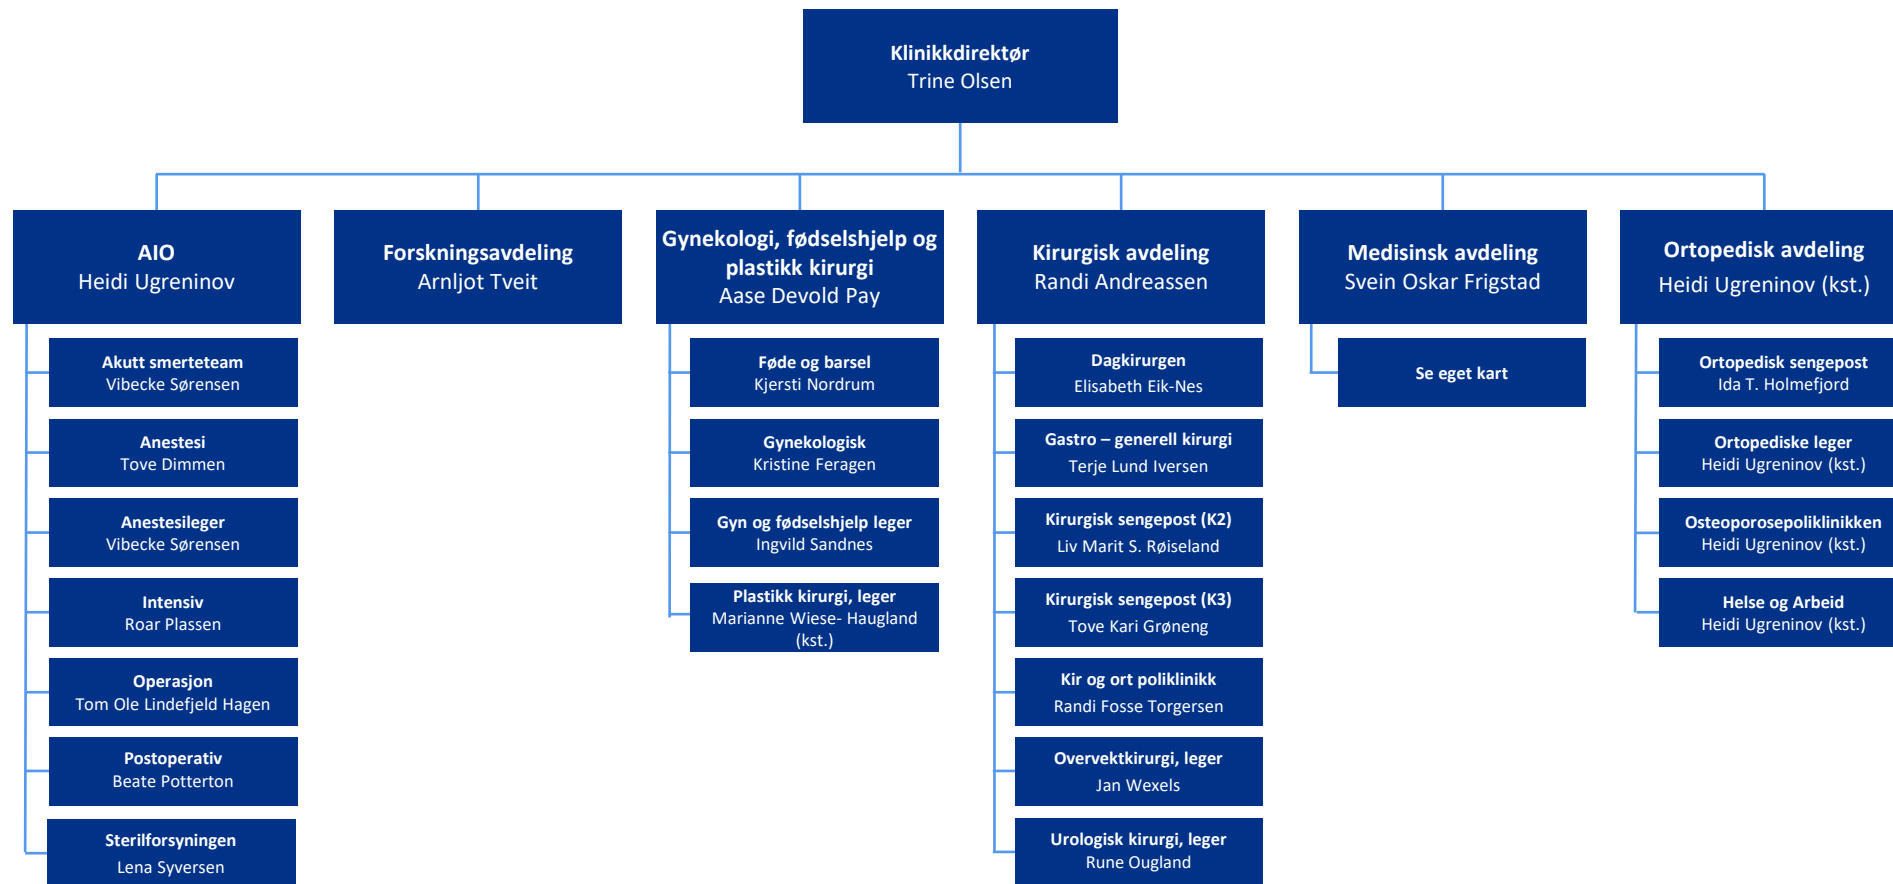 Klinikkdirektør
Trine Olsen
AIO
Heidi Ugreninov
Akutt smerteteam
Vibecke Sørensen
Anestesi
Tove Dimmen
Anestesileger
Vibecke Sørensen
Intensiv
Roar Plassen
Operasjon
Tom Ole Lindefjeld Hagen
Postoperativ
Beate Potterton
Sterilforsyningen
Lena Syversen
Forskningsavdeling
Arnljot Tveit
Gynekologi, fødselshjelp og
plastikk kirurgi
Aase Devold Pay
Føde og barsel
Kjersti Nordrum
Gynekologisk
Kristine Feragen
Gyn og fødselshjelp leger
Ingvild Sandnes
Plastikk kirurgi, leger
Marianne Wiese- Haugland
(kst.)
Kirurgisk avdeling
Randi Andreassen
Dagkirurgen
Elisabeth Eik-Nes
Gastro – generell kirurgi
Terje Lund Iversen
Kirurgisk sengepost (K2)
Liv Marit S. Røiseland
Kirurgisk sengepost (K3)
Tove Kari Grøneng
Kir og ort poliklinikk
Randi Fosse Torgersen
Overvektkirurgi, leger
Jan Wexels
Urologisk kirurgi, leger
Rune Ougland
Medisinsk avdeling
Svein Oskar Frigstad
Se eget kart
Ortopedisk avdeling
Heidi Ugreninov (kst.)
Ortopedisk sengepost
Ida T. Holmefjord
Ortopediske leger
Heidi Ugreninov (kst.)
Osteoporosepoliklinikken
Heidi Ugreninov (kst.)
Helse og Arbeid
Heidi Ugreninov (kst.)